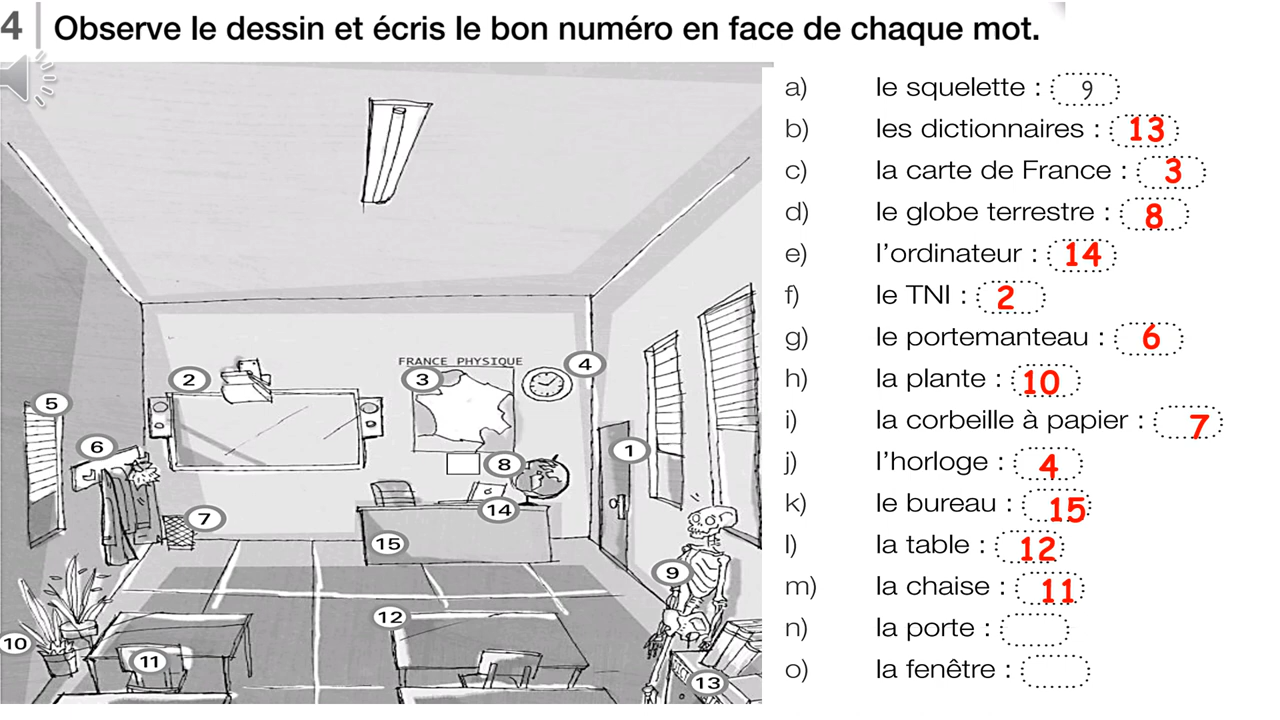 4 Observe le dessin et écris le bon numéro en face de chaque mot.
a) le squelette : 9
b) les dictionnaires : 13
c) la carte de France : 3
d) le globe terrestre : 8
e) l'ordinateur : 14
f) le TNI : 2
g) le portemanteau : 6
h) la plante : 10
i) la corbeille à papier : 7
j) l'horloge : 4
k) le bureau : 15
l) la table : 12
m) la chaise : 11
n) la porte :
o) la fenêtre :
FRANCE PHYSIQUE
4
2
3
5
6
1
8
7
14
15
9
12
10
11
13